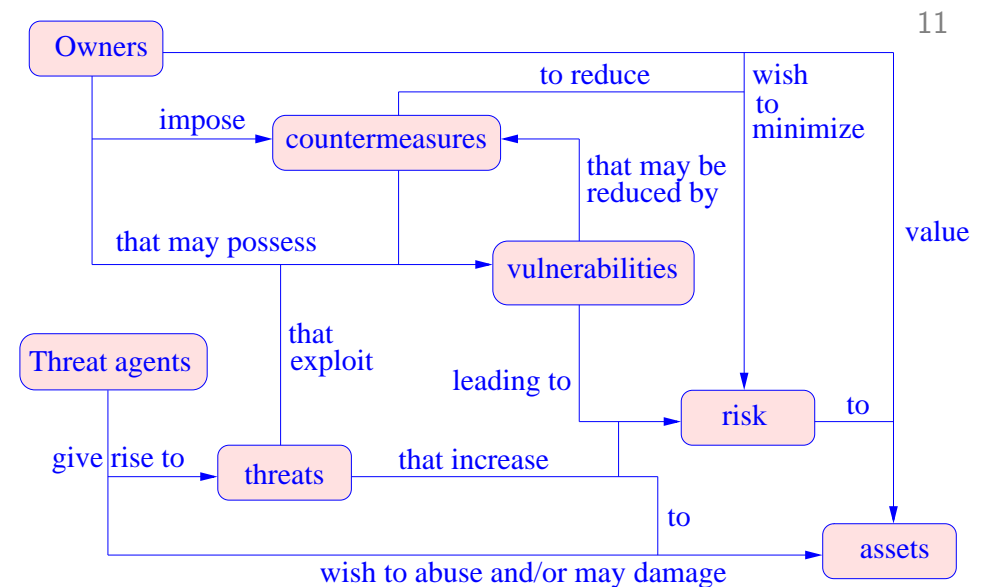 11
Owners
to reduce
wish
to
minimize
impose
countermeasures
that may be
reduced by
value
that may possess
vulnerabilities
that
exploit
Threat agents
leading to
risk
to
give rise to
threats
that increase
to
assets
wish to abuse and/or may damage